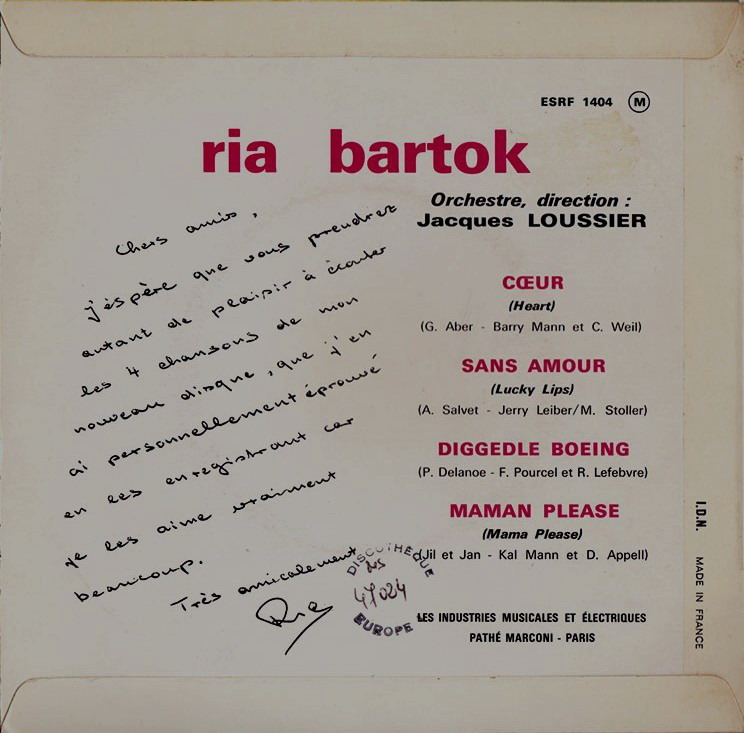 ESRF 1404 M
ria bartok
Orchestre, direction :
Jacques LOUSSIER
Chers amis,
j'éspère que vous prendriez
autant de plaisir à écouter
les 4 chansons de mon
nouveau disque, que j'en
ai personnellement éprouvé
en les enregistrant car
je les aime vraiment
beaucoup.
Très amicalement
Ria
CŒUR
(Heart)
(G. Aber - Barry Mann et C. Weil)
SANS AMOUR
(Lucky Lips)
(A. Salvet - Jerry Leiber/M. Stoller)
DIGGEDLE BOEING
(P. Delanoe - F. Pourcel et R. Lefebvre)
MAMAN PLEASE
(Mama Please)
(Jil et Jan - Kal Mann et D. Appell)
DISCOTHEQUE
47024
EUROPE
LES INDUSTRIES MUSICALES ET ÉLECTRIQUES
PATHÉ MARCONI - PARIS
I.D.N. MADE IN FRANCE